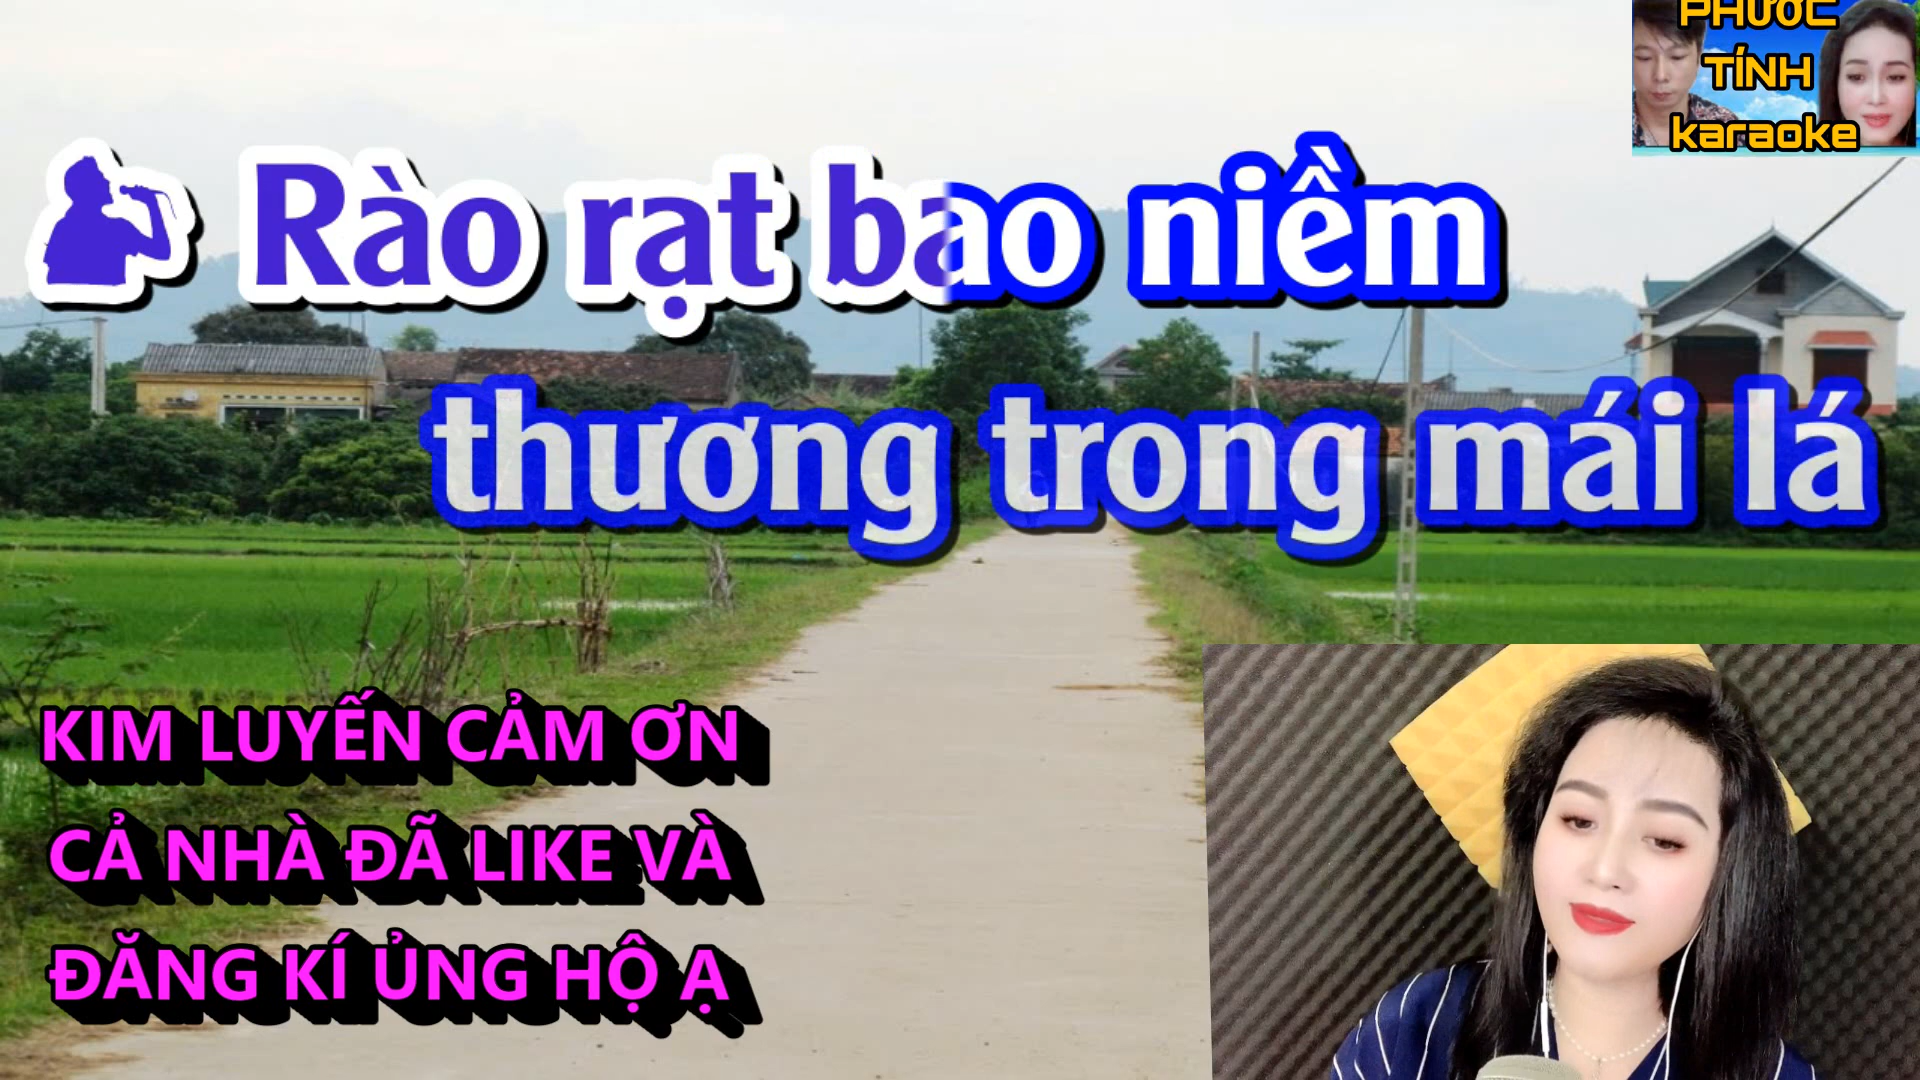 PHƯỚC
TÍNH
karaoke
Rào rạt bao niềm
thương trong mái lá
KIM LUYẾN CẢM ƠN
CẢ NHÀ ĐÃ LIKE VÀ
ĐĂNG KÍ ỦNG HỘ Ạ